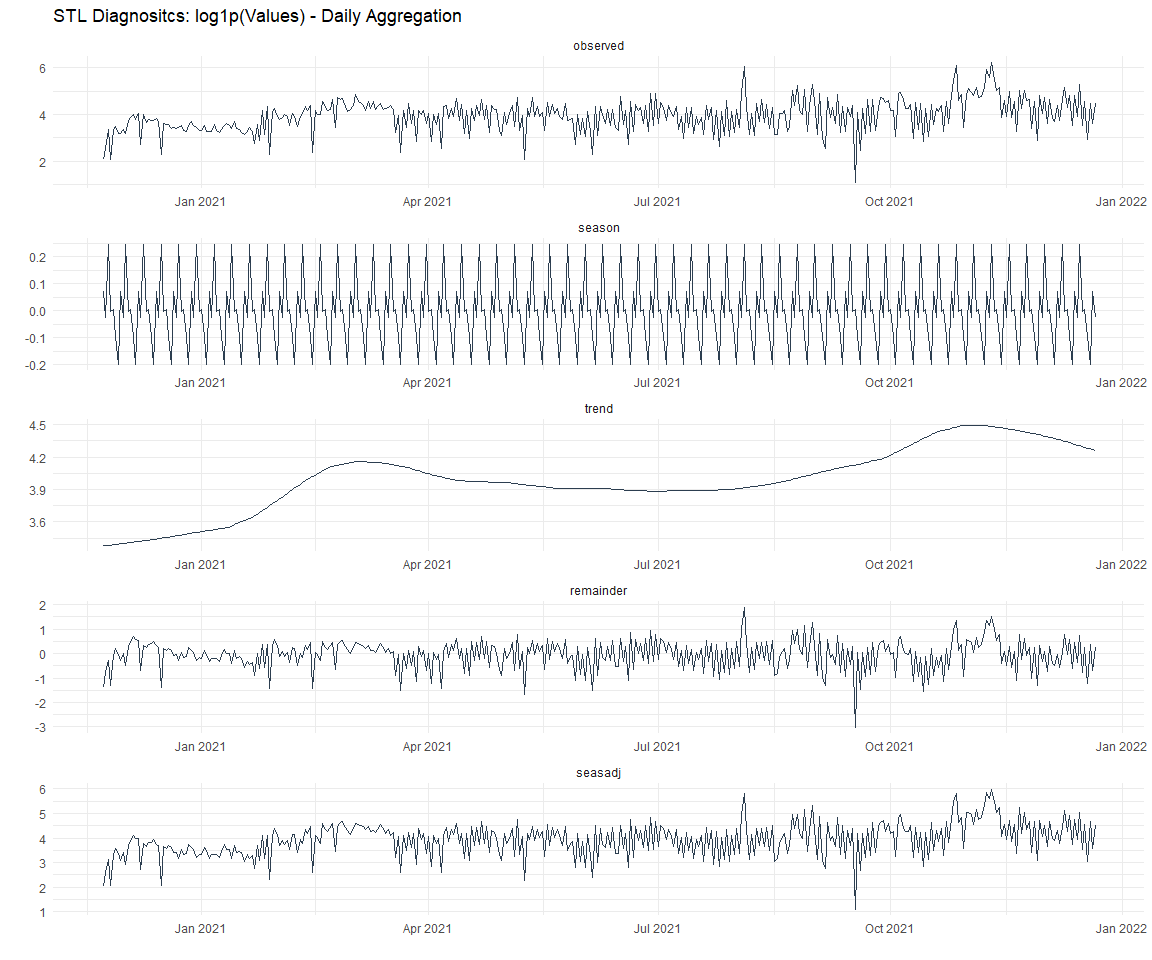 STL Diagnositcs: log1p(Values) - Daily Aggregation
observed
6
4
2
Jan 2021 Apr 2021 Jul 2021 Oct 2021 Jan 2022
season
0.2
0.1
0.0
-0.1
-0.2
Jan 2021 Apr 2021 Jul 2021 Oct 2021 Jan 2022
trend
4.5
4.2
3.9
3.6
Jan 2021 Apr 2021 Jul 2021 Oct 2021 Jan 2022
remainder
2
1
0
-1
-2
-3
Jan 2021 Apr 2021 Jul 2021 Oct 2021 Jan 2022
seasadj
6
5
4
3
2
1
Jan 2021 Apr 2021 Jul 2021 Oct 2021 Jan 2022